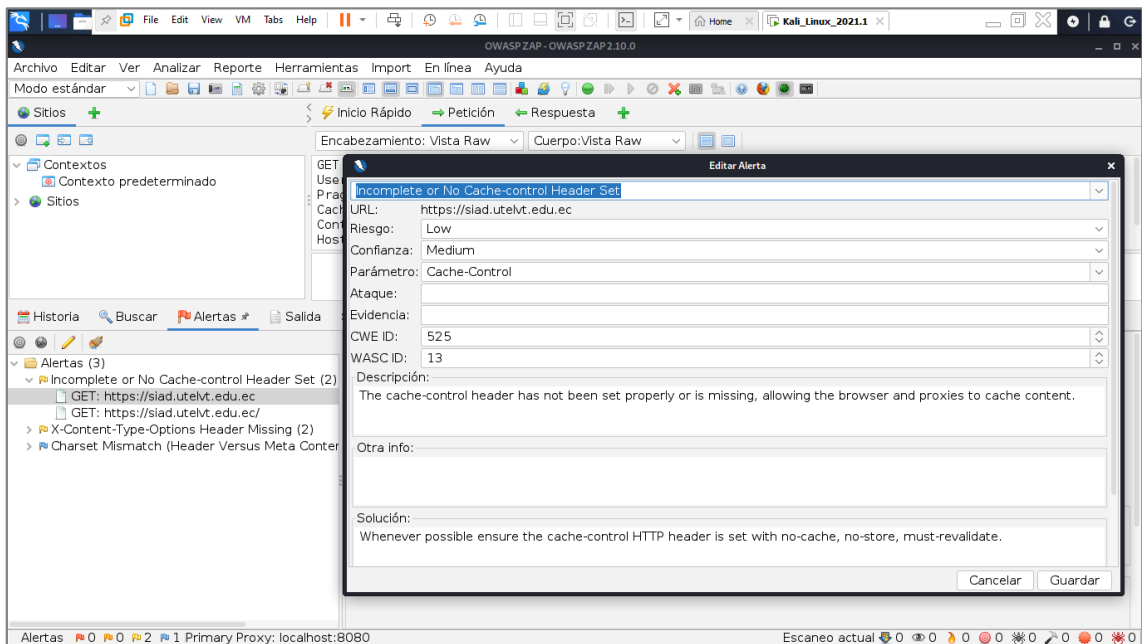 File Edit View VM Tabs Help Home Kali_Linux_2021.1
OWASP ZAP - OWASP ZAP 2.10.0
Archivo Editar Ver Analizar Reporte Herramientas Import En línea Ayuda
Modo estándar
Sitios
Inicio Rápido Petición Respuesta
Encabezamiento: Vista Raw Cuerpo:Vista Raw
Contextos
Contexto predeterminado
Sitios
GET
User
Prag
Cach
Cont
Host
Editar Alerta
Incomplete or No Cache-control Header Set
URL: https://siad.utelvt.edu.ec
Riesgo: Low
Confianza: Medium
Parámetro: Cache-Control
Ataque:
Evidencia:
CWE ID: 525
WASC ID: 13
Descripción:
The cache-control header has not been set properly or is missing, allowing the browser and proxies to cache content.
Otra info:
Solución:
Whenever possible ensure the cache-control HTTP header is set with no-cache, no-store, must-revalidate.
Cancelar Guardar
Historia Buscar Alertas Salida
Alertas (3)
Incomplete or No Cache-control Header Set (2)
GET: https://siad.utelvt.edu.ec
GET: https://siad.utelvt.edu.ec/
X-Content-Type-Options Header Missing (2)
Charset Mismatch (Header Versus Meta Conten
Alertas 0 0 2 1 Primary Proxy: localhost:8080 Escaneo actual 0 0 0 0 0 0 0 0